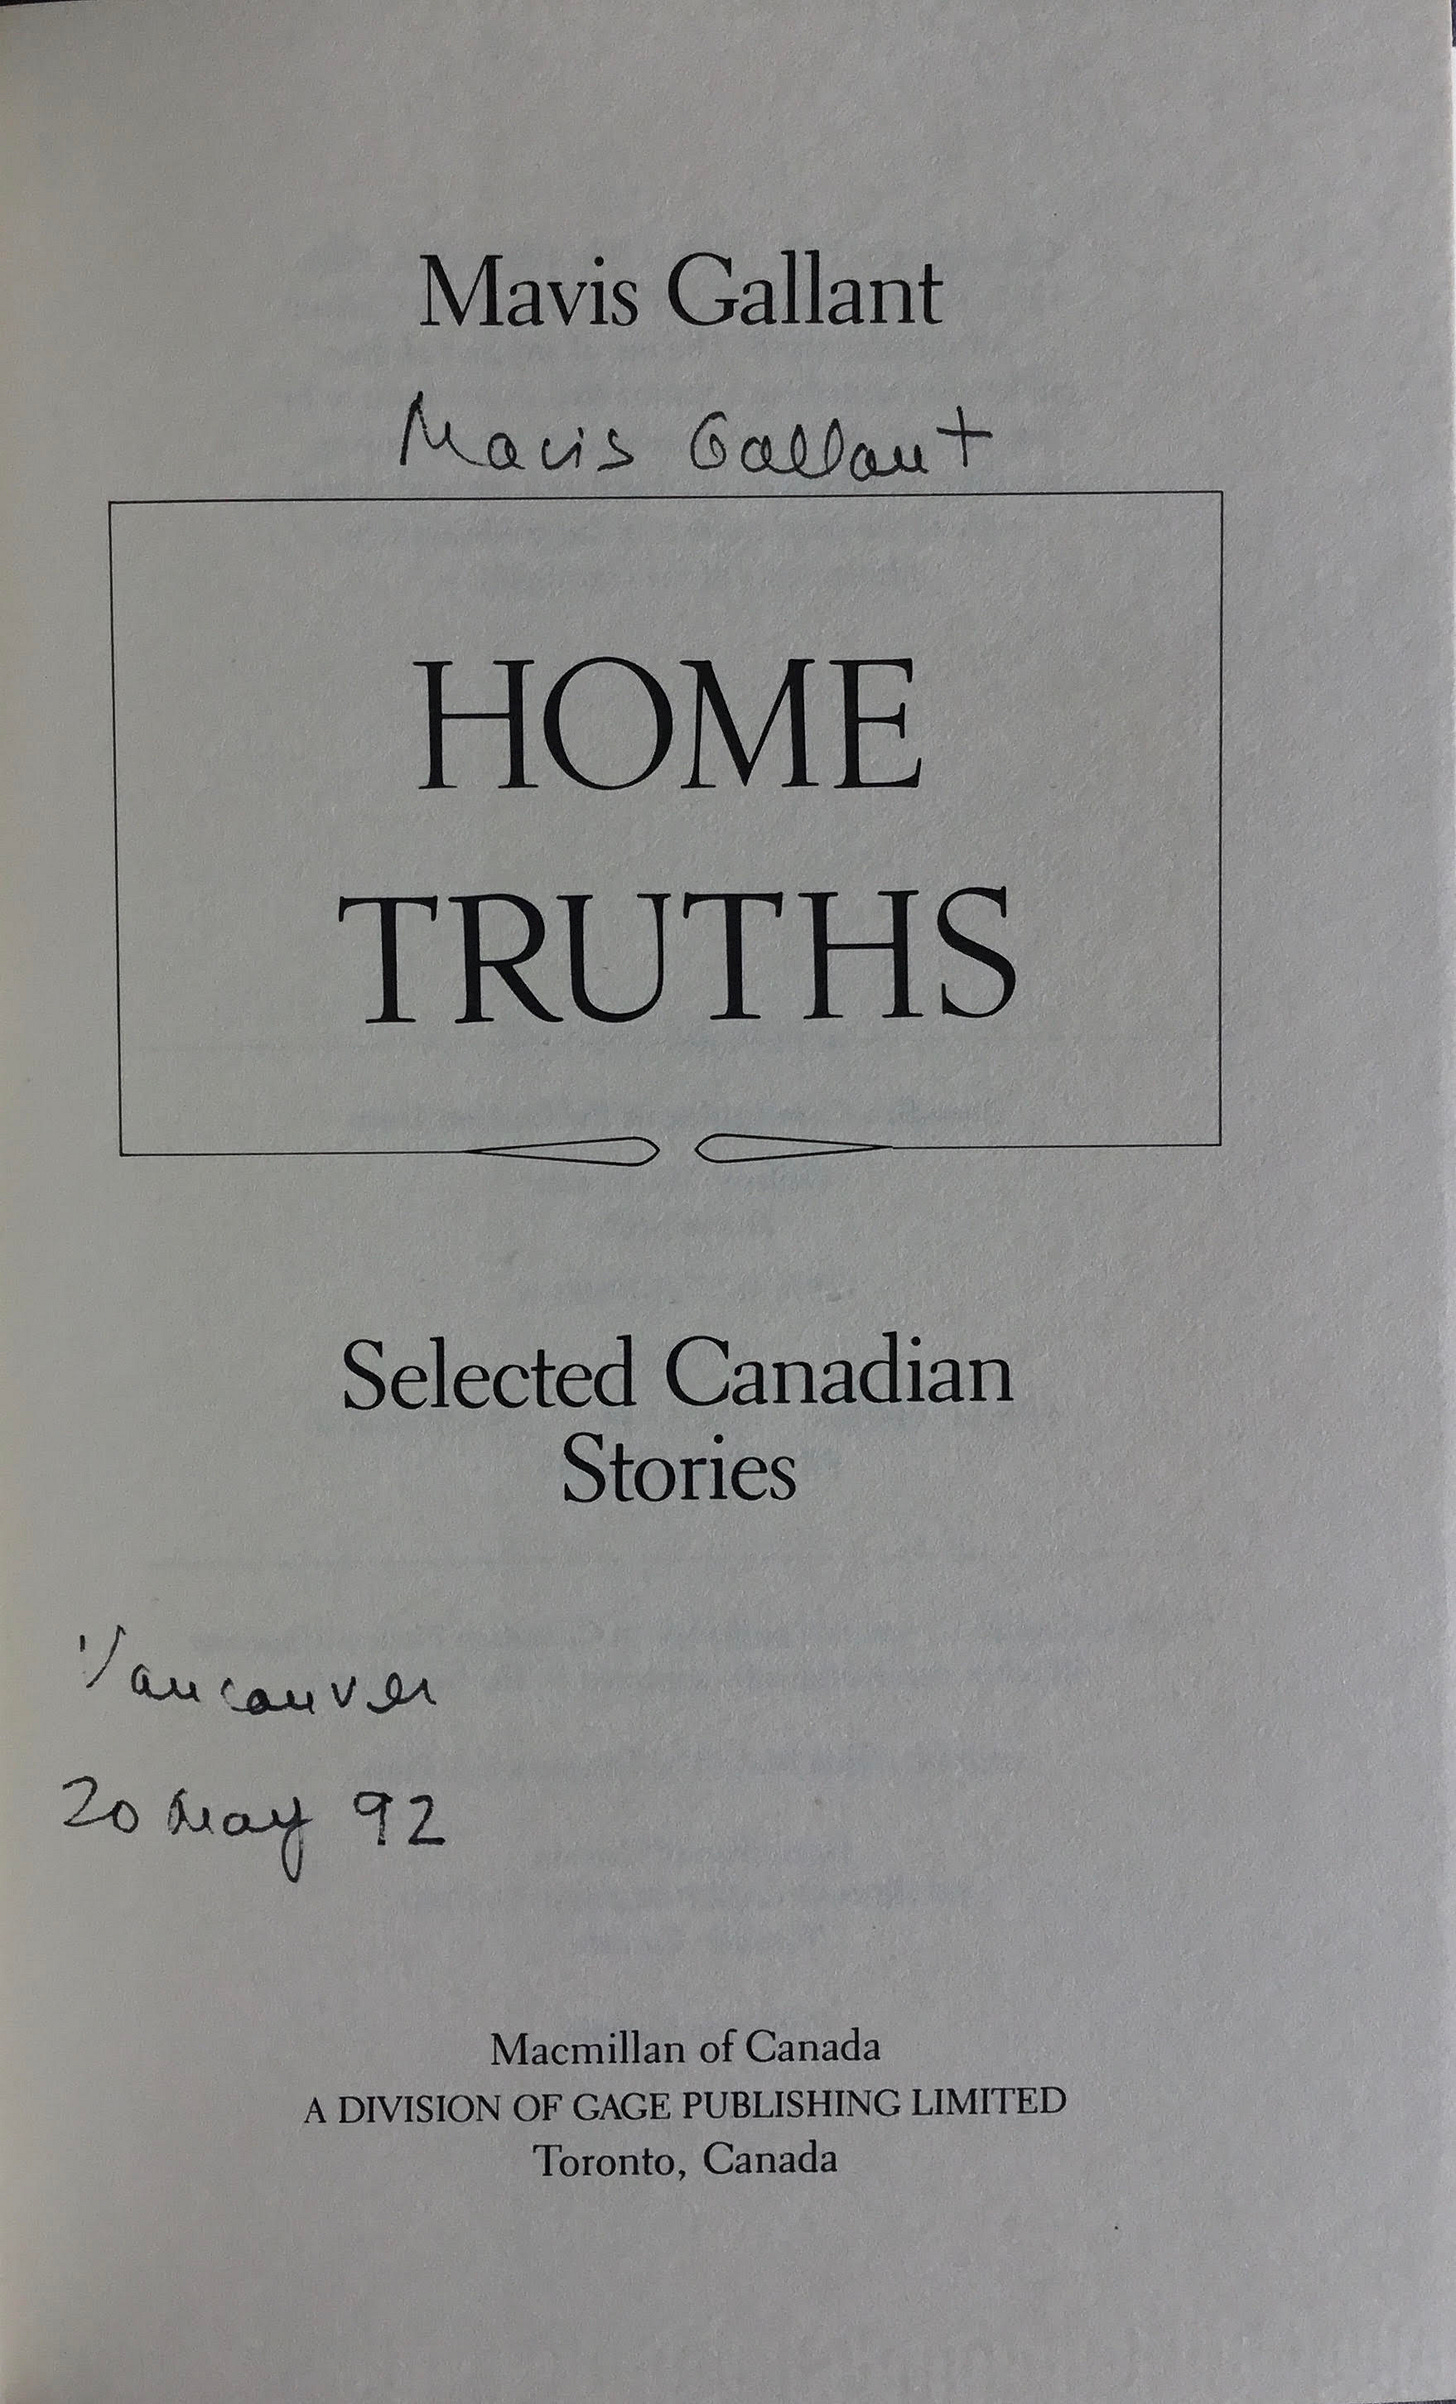 Mavis Gallant
Mavis Gallant
HOME
TRUTHS
Selected Canadian
Stories
Vancouver
20 May 92
Macmillan of Canada
A DIVISION OF GAGE PUBLISHING LIMITED
Toronto, Canada